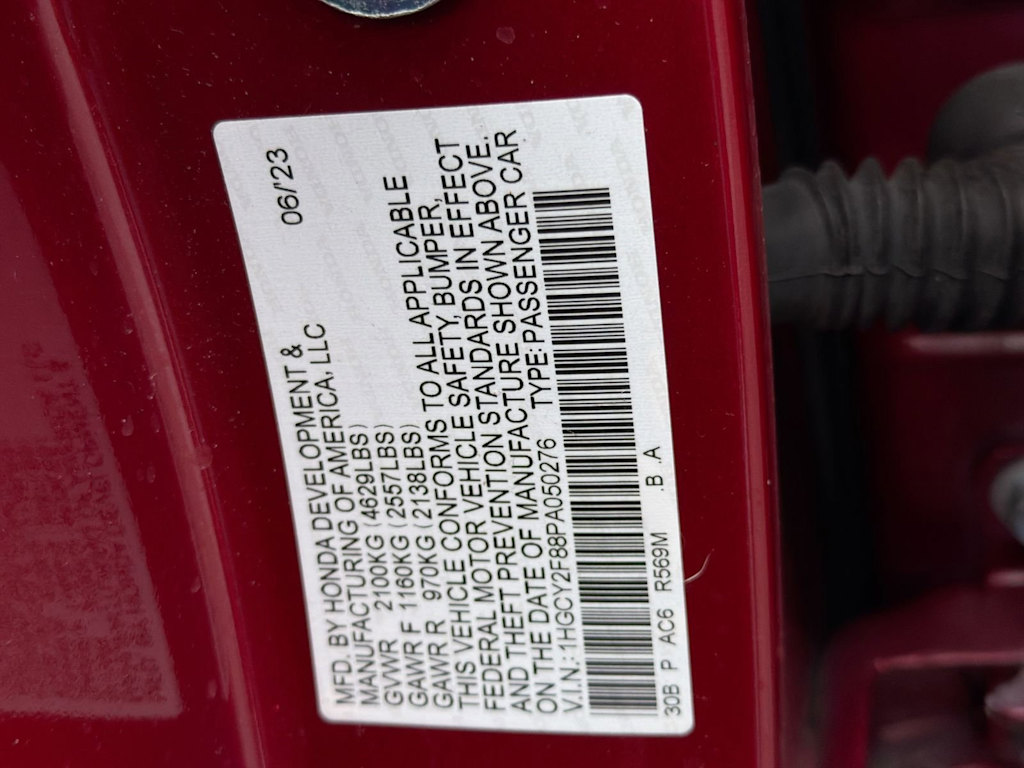 06/'23
MFD. BY HONDA DEVELOPMENT &
MANUFACTURING OF AMERICA, LLC
GVWR 2100KG (4629LBS)
GAWR F 1160KG (2557LBS)
GAWR R 970KG (2138LBS)
THIS VEHICLE CONFORMS TO ALL APPLICABLE
FEDERAL MOTOR VEHICLE SAFETY, BUMPER,
AND THEFT PREVENTION STANDARDS IN EFFECT
ON THE DATE OF MANUFACTURE SHOWN ABOVE.
V.I.N.:1HGCY2F88PA050276 TYPE:PASSENGER CAR
30B P AC6 R569M .B A